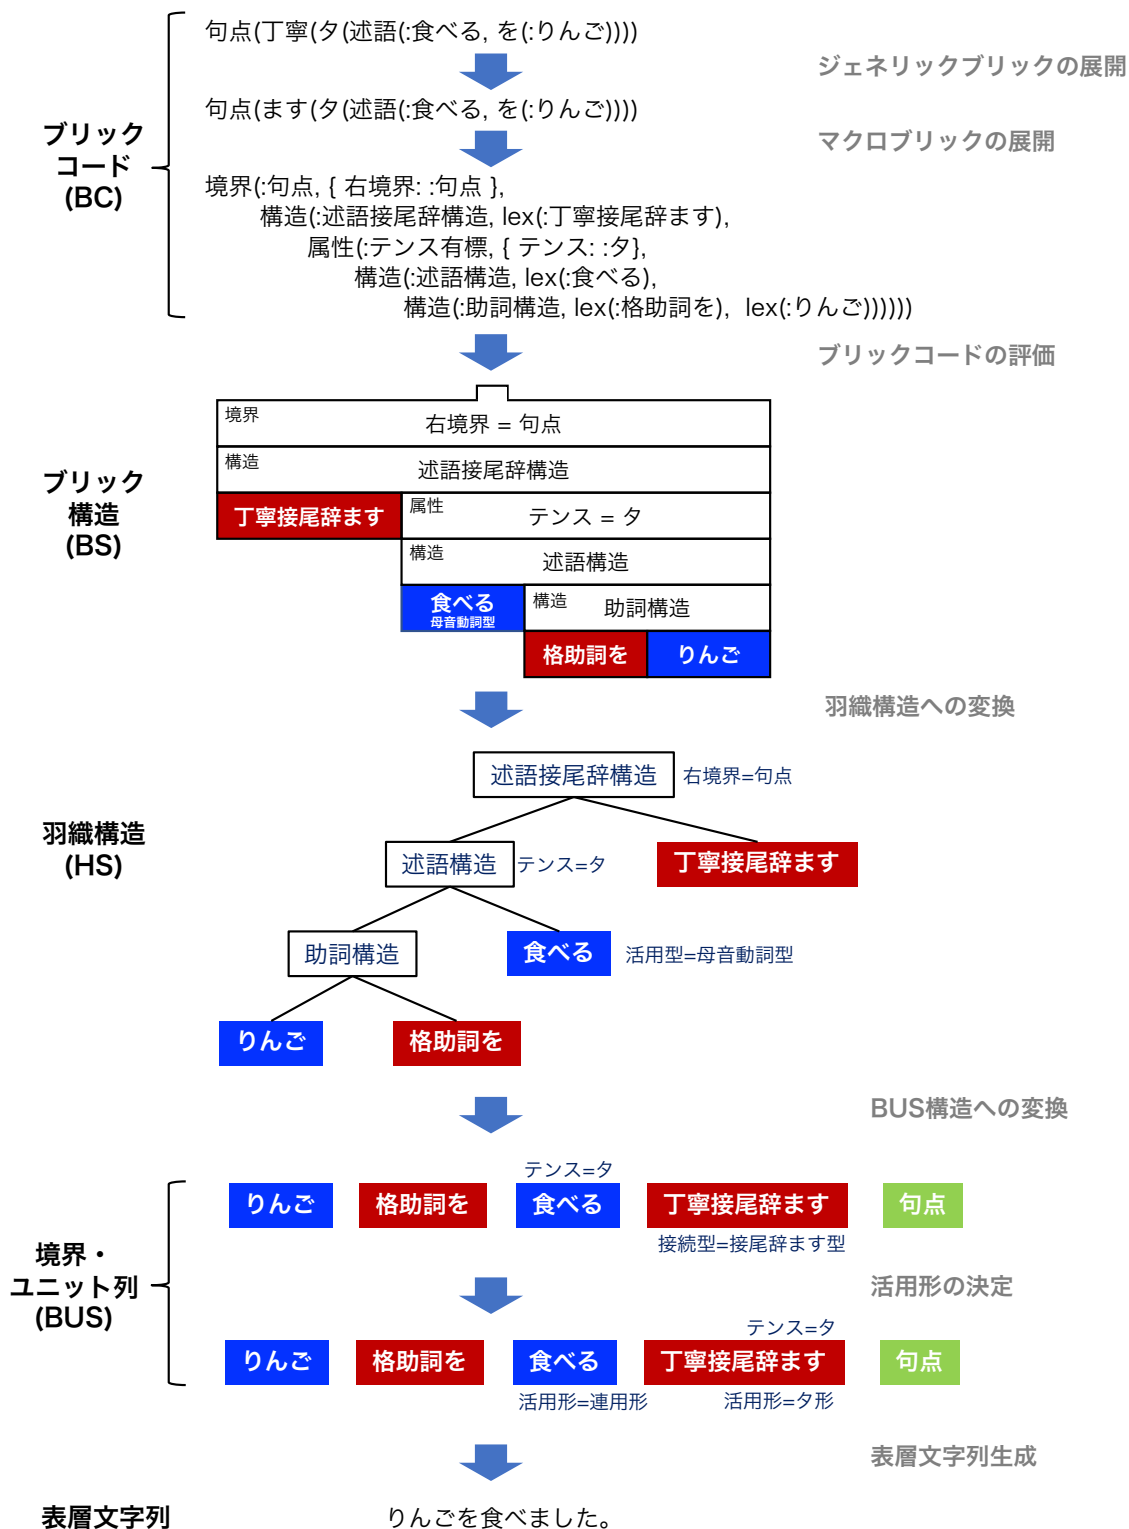 句点(丁寧(タ(述語(:食べる, を(:りんご))))
ジェネリックブリックの展開
句点(ます(タ(述語(:食べる, を(:りんご))))
マクロブリックの展開
ブリック
コード
(BC)
境界(:句点, { 右境界: :句点 },
構造(:述語接尾辞構造, lex(:丁寧接尾辞ます),
属性(:テンス有標, { テンス: :タ},
構造(:述語構造, lex(:食べる),
構造(:助詞構造, lex(:格助詞を),  lex(:りんご))))))
ブリックコードの評価
境界
右境界 = 句点
構造
述語接尾辞構造
ブリック
構造
(BS)
丁寧接尾辞ます
属性
テンス = タ
構造
述語構造
食べる
母音動詞型
構造
助詞構造
格助詞を
りんご
羽織構造への変換
述語接尾辞構造
右境界=句点
羽織構造
(HS)
述語構造
テンス=タ
丁寧接尾辞ます
助詞構造
食べる
活用型=母音動詞型
りんご
格助詞を
BUS構造への変換
テンス=タ
りんご
格助詞を
食べる
丁寧接尾辞ます
句点
接続型=接尾辞ます型
境界・
ユニット列
(BUS)
活用形の決定
テンス=タ
りんご
格助詞を
食べる
丁寧接尾辞ます
句点
活用形=連用形
活用形=タ形
表層文字列生成
表層文字列
りんごを食べました。